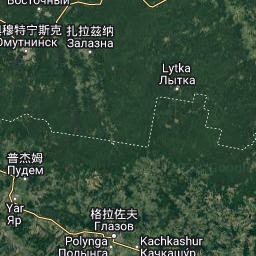 Восточный
奥穆特宁斯克
Омутнинск
扎拉兹纳
Залазна
Lytka
Лытка
普杰姆
Пудем
Yar
Яр
格拉佐夫
Глазов
Polynga
Полынга
Kachkashur
Качкашур